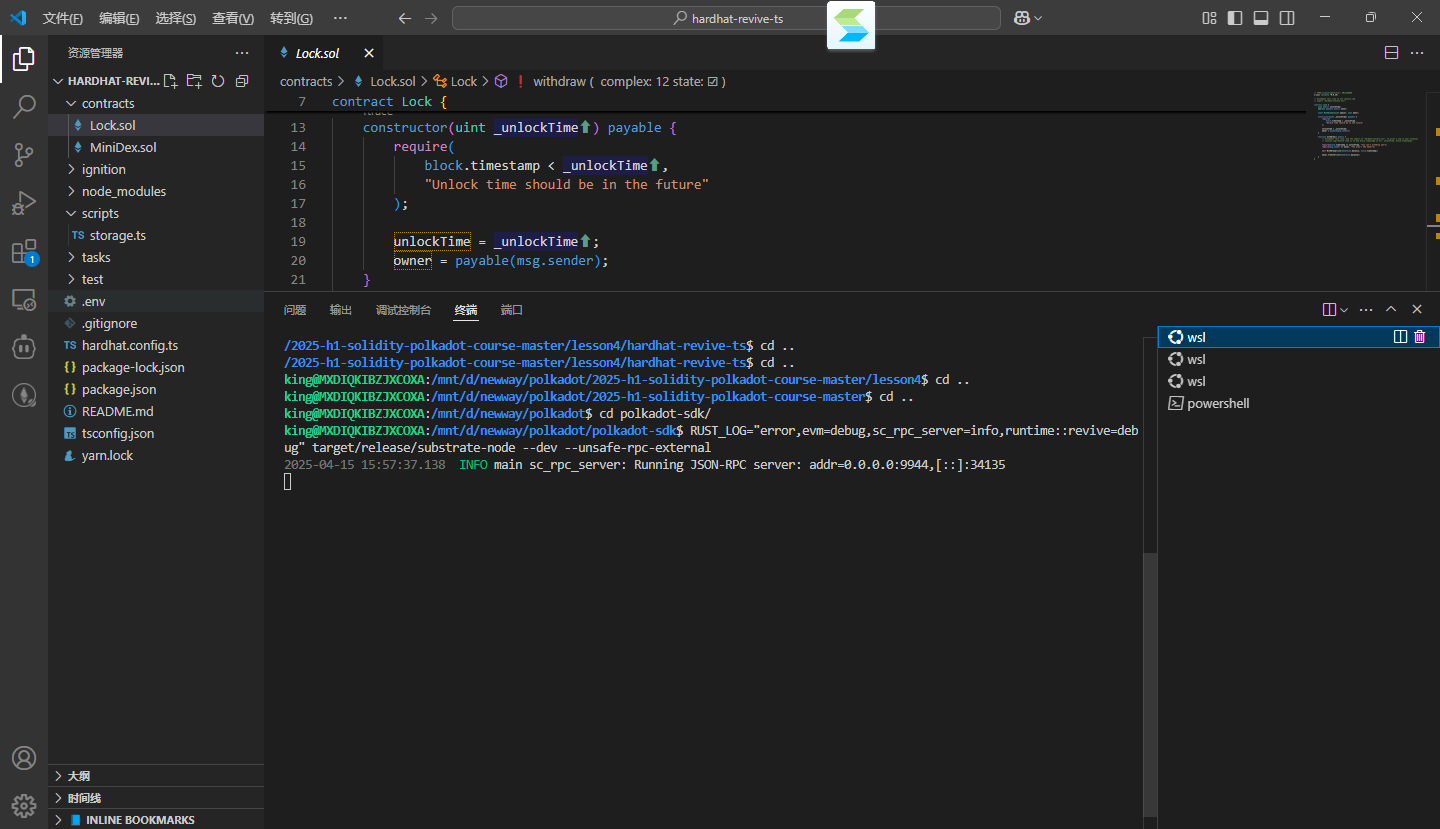 文件(F) 编辑(E) 选择(S) 查看(V) 转到(G) ··· hardhat-revive-ts
资源管理器 ···
HARDHAT-REVI...
contracts
Lock.sol
MiniDex.sol
ignition
node_modules
scripts
TS storage.ts
tasks
test
.env
.gitignore
TS hardhat.config.ts
{} package-lock.json
{} package.json
README.md
TS tsconfig.json
yarn.lock
大纲
时间线
INLINE BOOKMARKS
1
Lock.sol
contracts > Lock.sol > Lock > withdraw ( complex: 12 state: ☑ )
7 contract Lock {
13 constructor(uint _unlockTime⬆) payable {
14 require(
15 block.timestamp < _unlockTime⬆,
16 "Unlock time should be in the future"
17 );
18
19 unlockTime = _unlockTime⬆;
20 owner = payable(msg.sender);
21 }
问题 输出 调试控制台 终端 端口
/2025-h1-solidity-polkadot-course-master/lesson4/hardhat-revive-ts$ cd ..
/2025-h1-solidity-polkadot-course-master/lesson4/hardhat-revive-ts$ cd ..
king@MXDIQKIBZJXCOXA:/mnt/d/newway/polkadot/2025-h1-solidity-polkadot-course-master/lesson4$ cd ..
king@MXDIQKIBZJXCOXA:/mnt/d/newway/polkadot/2025-h1-solidity-polkadot-course-master$ cd ..
king@MXDIQKIBZJXCOXA:/mnt/d/newway/polkadot$ cd polkadot-sdk/
king@MXDIQKIBZJXCOXA:/mnt/d/newway/polkadot/polkadot-sdk$ RUST_LOG="error,evm=debug,sc_rpc_server=info,runtime::revive=deb
ug" target/release/substrate-node --dev --unsafe-rpc-external
2025-04-15 15:57:37.138 INFO main sc_rpc_server: Running JSON-RPC server: addr=0.0.0.0:9944,[::]:34135
wsl
wsl
wsl
powershell